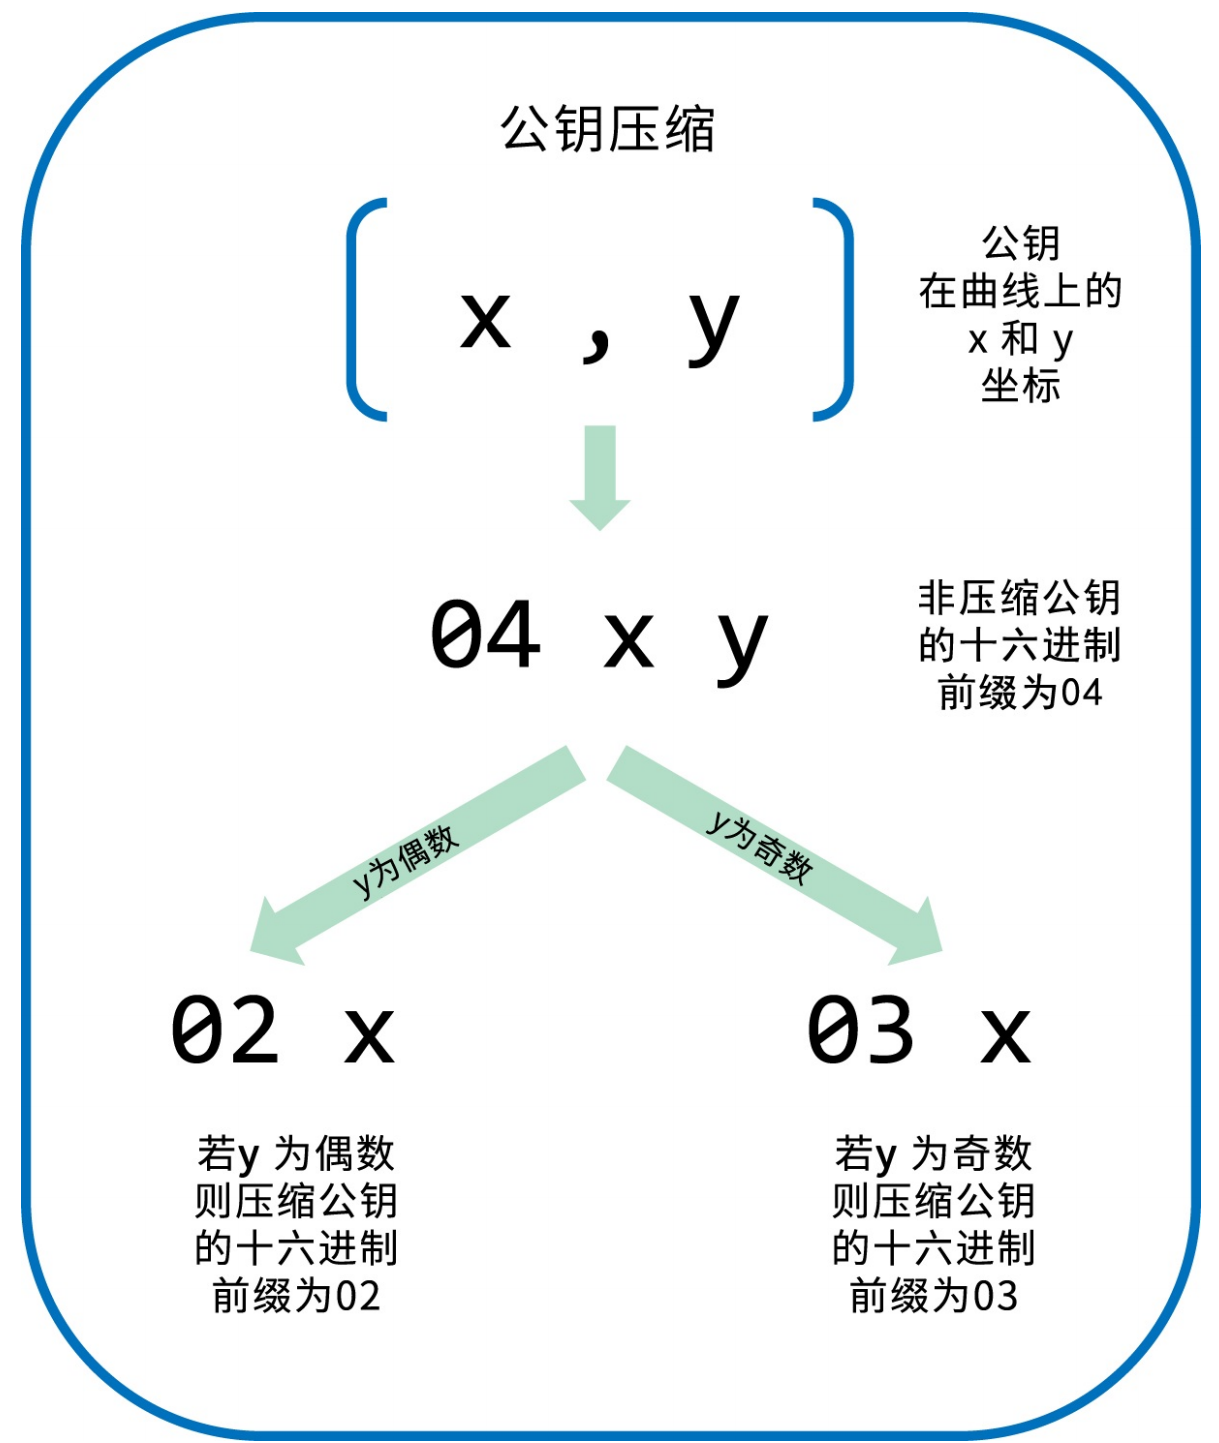 公钥压缩
x , y
公钥
在曲线上的
x 和 y
坐标
04 x y
非压缩公钥
的十六进制
前缀为04
y为偶数
y为奇数
02 x
03 x
若y 为偶数
则压缩公钥
的十六进制
前缀为02
若y 为奇数
则压缩公钥
的十六进制
前缀为03